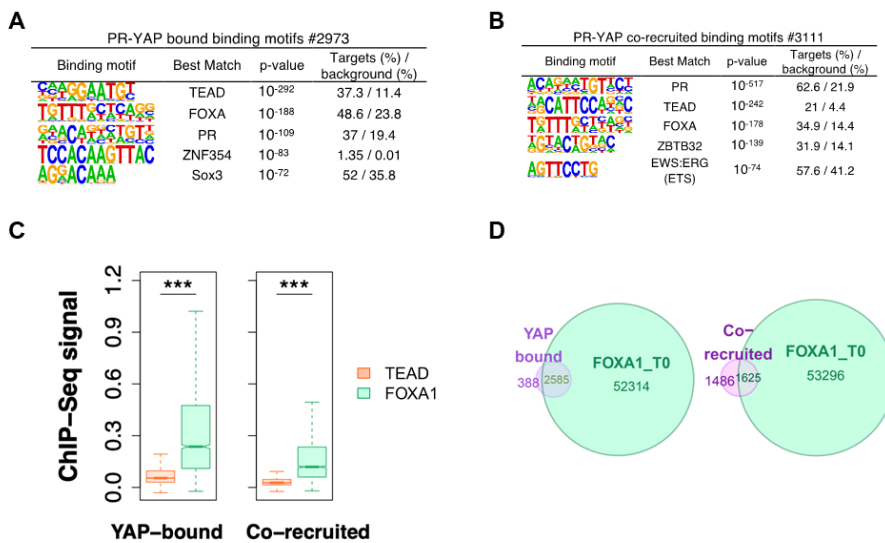 A
PR-YAP bound binding motifs #2973
Binding motif Best Match p-value Targets (%) / background (%)
GGAATGT TEAD 10-292 37.3 / 11.4
TGTTT FOXA 10-188 48.6 / 23.8
PR 10-109 37 / 19.4
TCCACAAGTTAC ZNF354 10-83 1.35 / 0.01
ACAAA Sox3 10-72 52 / 35.8
B
PR-YAP co-recruited binding motifs #3111
Binding motif Best Match p-value Targets (%) / background (%)
PR 10-517 62.6 / 21.9
CATTCCA TEAD 10-242 21 / 4.4
TGTTT FOXA 10-178 34.9 / 14.4
ZBTB32 10-139 31.9 / 14.1
AGTTCCTG EWS:ERG (ETS) 10-74 57.6 / 41.2
C
ChIP–Seq signal
1.2
0.9
0.6
0.3
0.0
***
***
TEAD
FOXA1
YAP–bound
Co–recruited
D
YAP
bound
FOXA1_T0
388
2585
52314
Co–
recruited
FOXA1_T0
1486
1625
53296